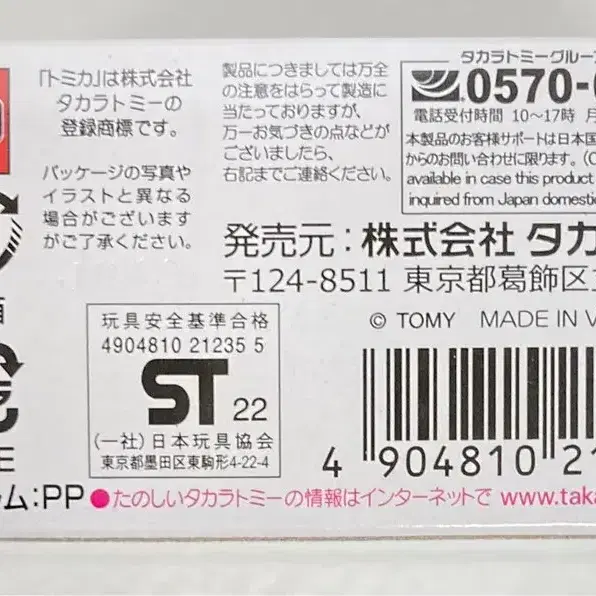 「トミカ」は株式会社
タカラトミーの
登録商標です。
パッケージの写真や
イラストと異なる
場合がございます
がご了承ください。
製品につきましては万全
の注意をはらって製造に
当たっておりますが、
万一お気づきの点などが
ございましたら、
右記までご連絡ください。
タカラトミーグループ
0570-0
電話受付時間 10～17時 月
本製品のお客様サポートは日本国
からのお問い合わせに限ります。(C
available in case this product
inquired from Japan domestic
発売元：株式会社 タカ
〒124-8511 東京都葛飾区立
© TOMY MADE IN V
玩具安全基準合格
4904810 21235 5
ST 22
(一社)日本玩具協会
東京都墨田区東駒形4-22-4
4 904810 21
ム:PP
●たのしいタカラトミーの情報はインターネットで www.taka